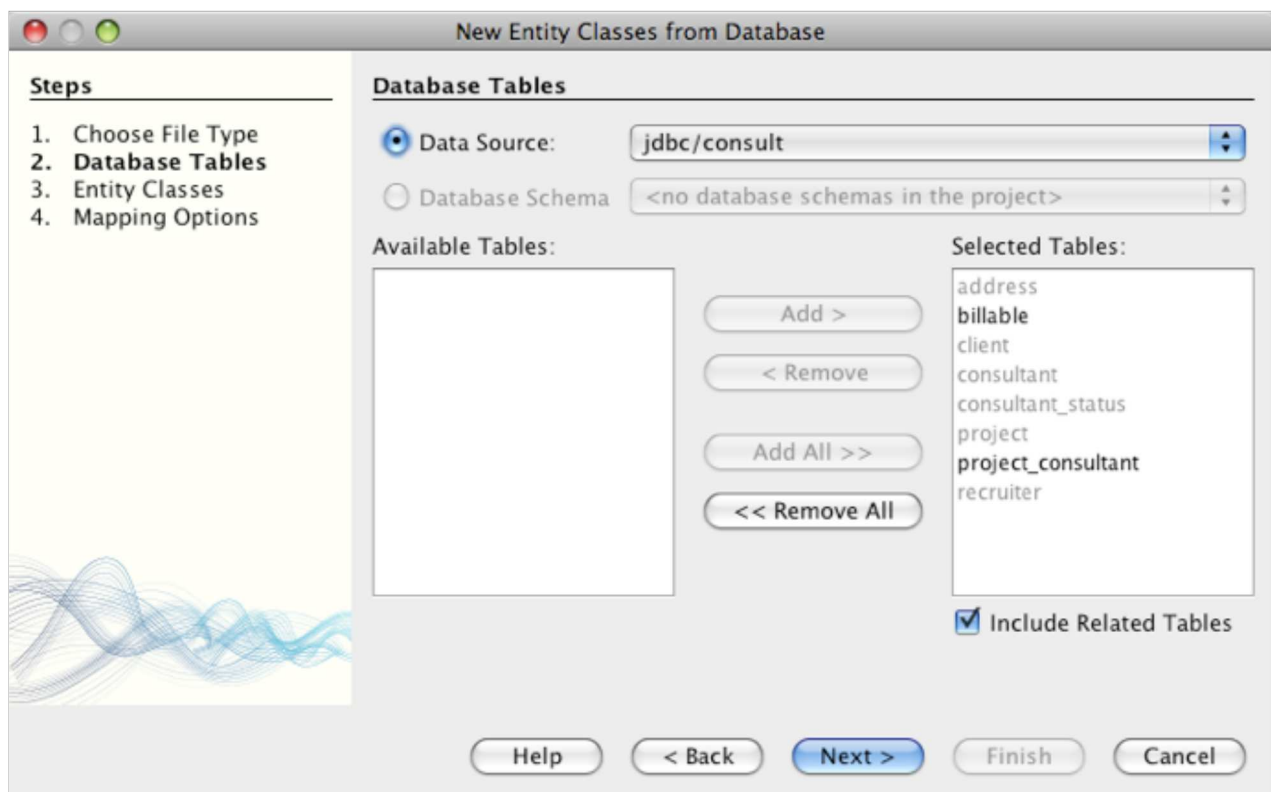 New Entity Classes from Database
Steps
1. Choose File Type
2. Database Tables
3. Entity Classes
4. Mapping Options
Database Tables
Data Source: jdbc/consult
Database Schema <no database schemas in the project>
Available Tables:
Add >
< Remove
Add All >>
<< Remove All
Selected Tables:
address
billable
client
consultant
consultant_status
project
project_consultant
recruiter
Include Related Tables
Help < Back Next > Finish Cancel